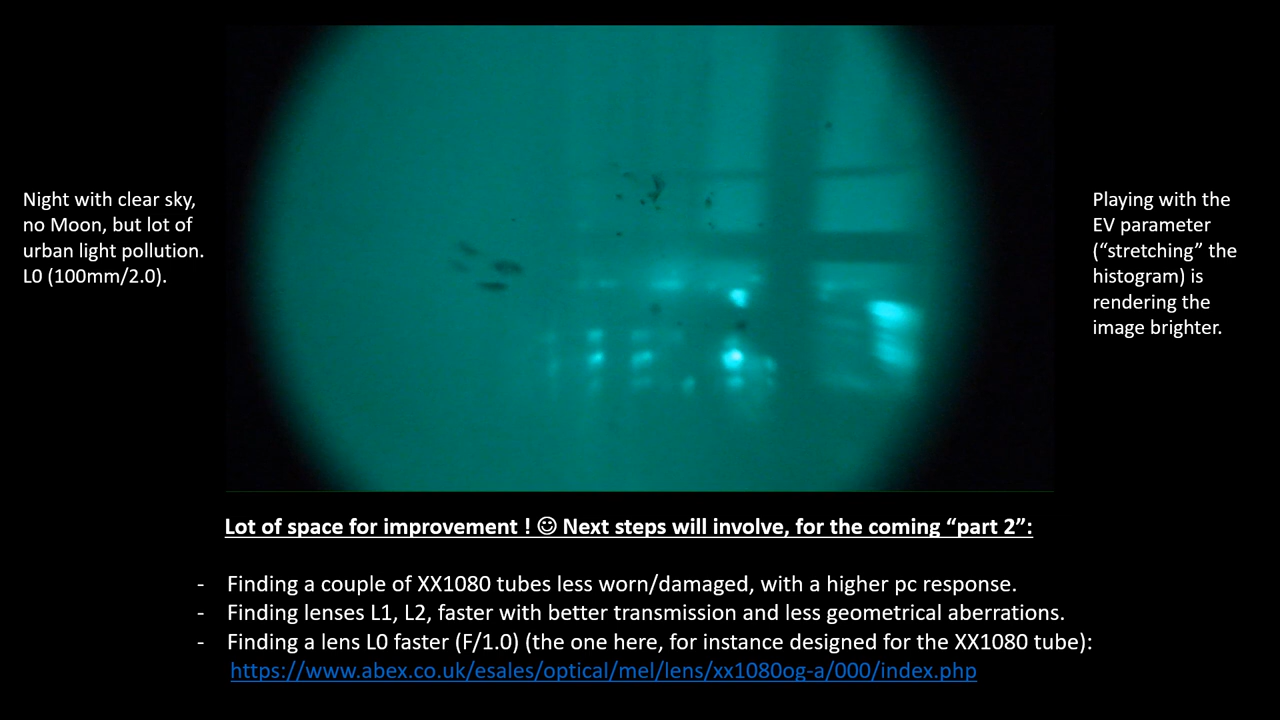 Night with clear sky,
no Moon, but lot of
urban light pollution.
L0 (100mm/2.0).
Playing with the
EV parameter
(“stretching” the
histogram) is
rendering the
image brighter.
Lot of space for improvement ! ☺ Next steps will involve, for the coming “part 2”:
- Finding a couple of XX1080 tubes less worn/damaged, with a higher pc response.
- Finding lenses L1, L2, faster with better transmission and less geometrical aberrations.
- Finding a lens L0 faster (F/1.0) (the one here, for instance designed for the XX1080 tube):
https://www.abex.co.uk/esales/optical/mel/lens/xx1080og-a/000/index.php